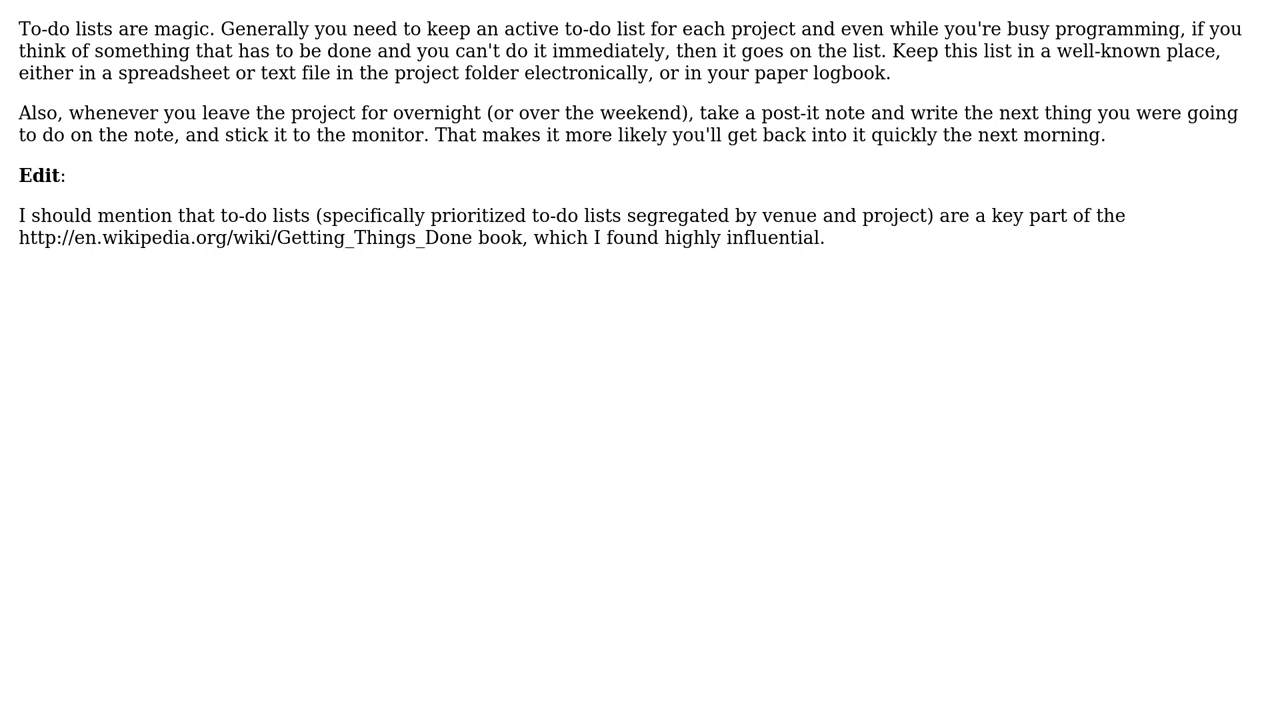 To-do lists are magic. Generally you need to keep an active to-do list for each project and even while you're busy programming, if you
think of something that has to be done and you can't do it immediately, then it goes on the list. Keep this list in a well-known place,
either in a spreadsheet or text file in the project folder electronically, or in your paper logbook.
Also, whenever you leave the project for overnight (or over the weekend), take a post-it note and write the next thing you were going
to do on the note, and stick it to the monitor. That makes it more likely you'll get back into it quickly the next morning.
Edit:
I should mention that to-do lists (specifically prioritized to-do lists segregated by venue and project) are a key part of the
http://en.wikipedia.org/wiki/Getting_Things_Done book, which I found highly influential.